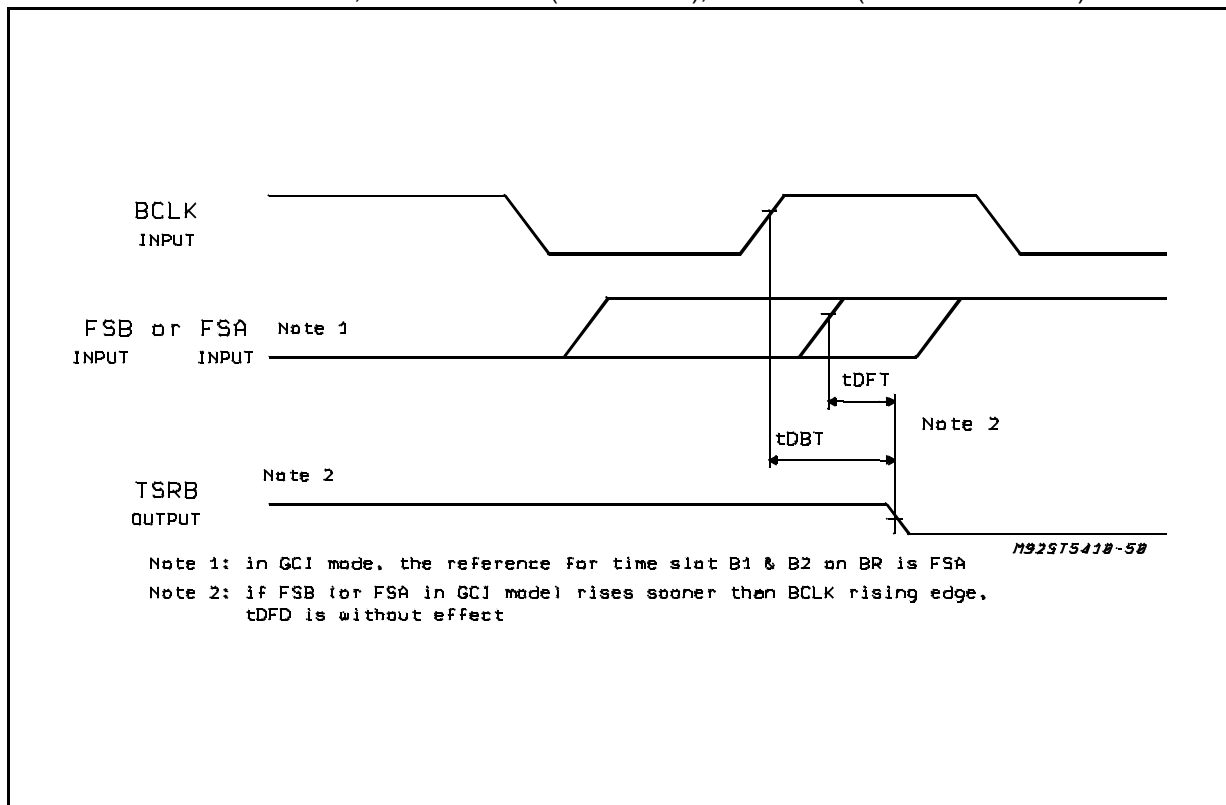 BCLK
INPUT
FSB or FSA Note 1
INPUT INPUT
tDFT
Note 2
tDBT
Note 2
TSRB
OUTPUT
M92ST5410-50
Note 1: in GCI mode, the reference for time slot B1 & B2 on BR is FSA
Note 2: if FSB (or FSA in GCI mode) rises sooner than BCLK rising edge,
tDFD is without effect